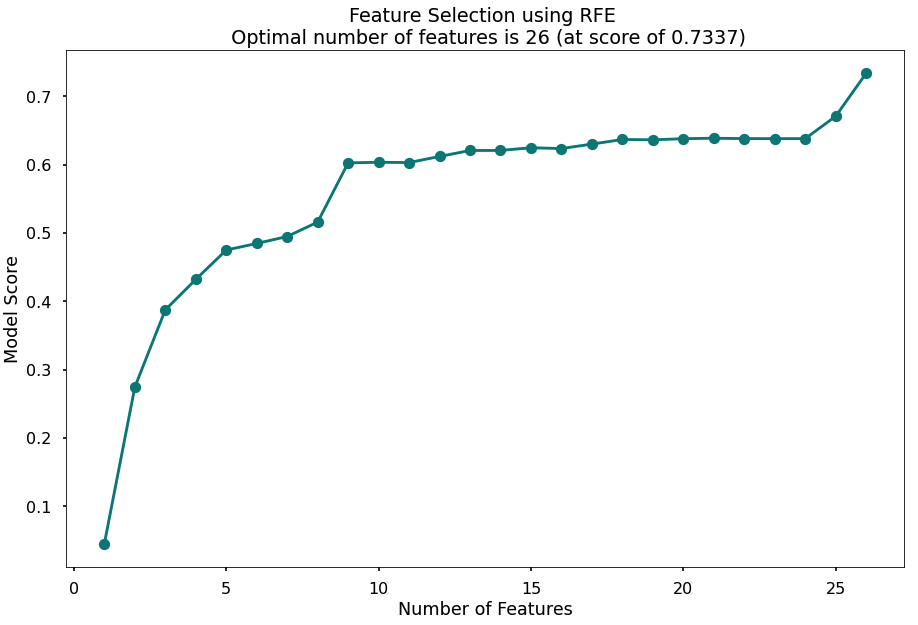 Feature Selection using RFE
Optimal number of features is 26 (at score of 0.7337)
Model Score
0.7
0.6
0.5
0.4
0.3
0.2
0.1
0 5 10 15 20 25
Number of Features